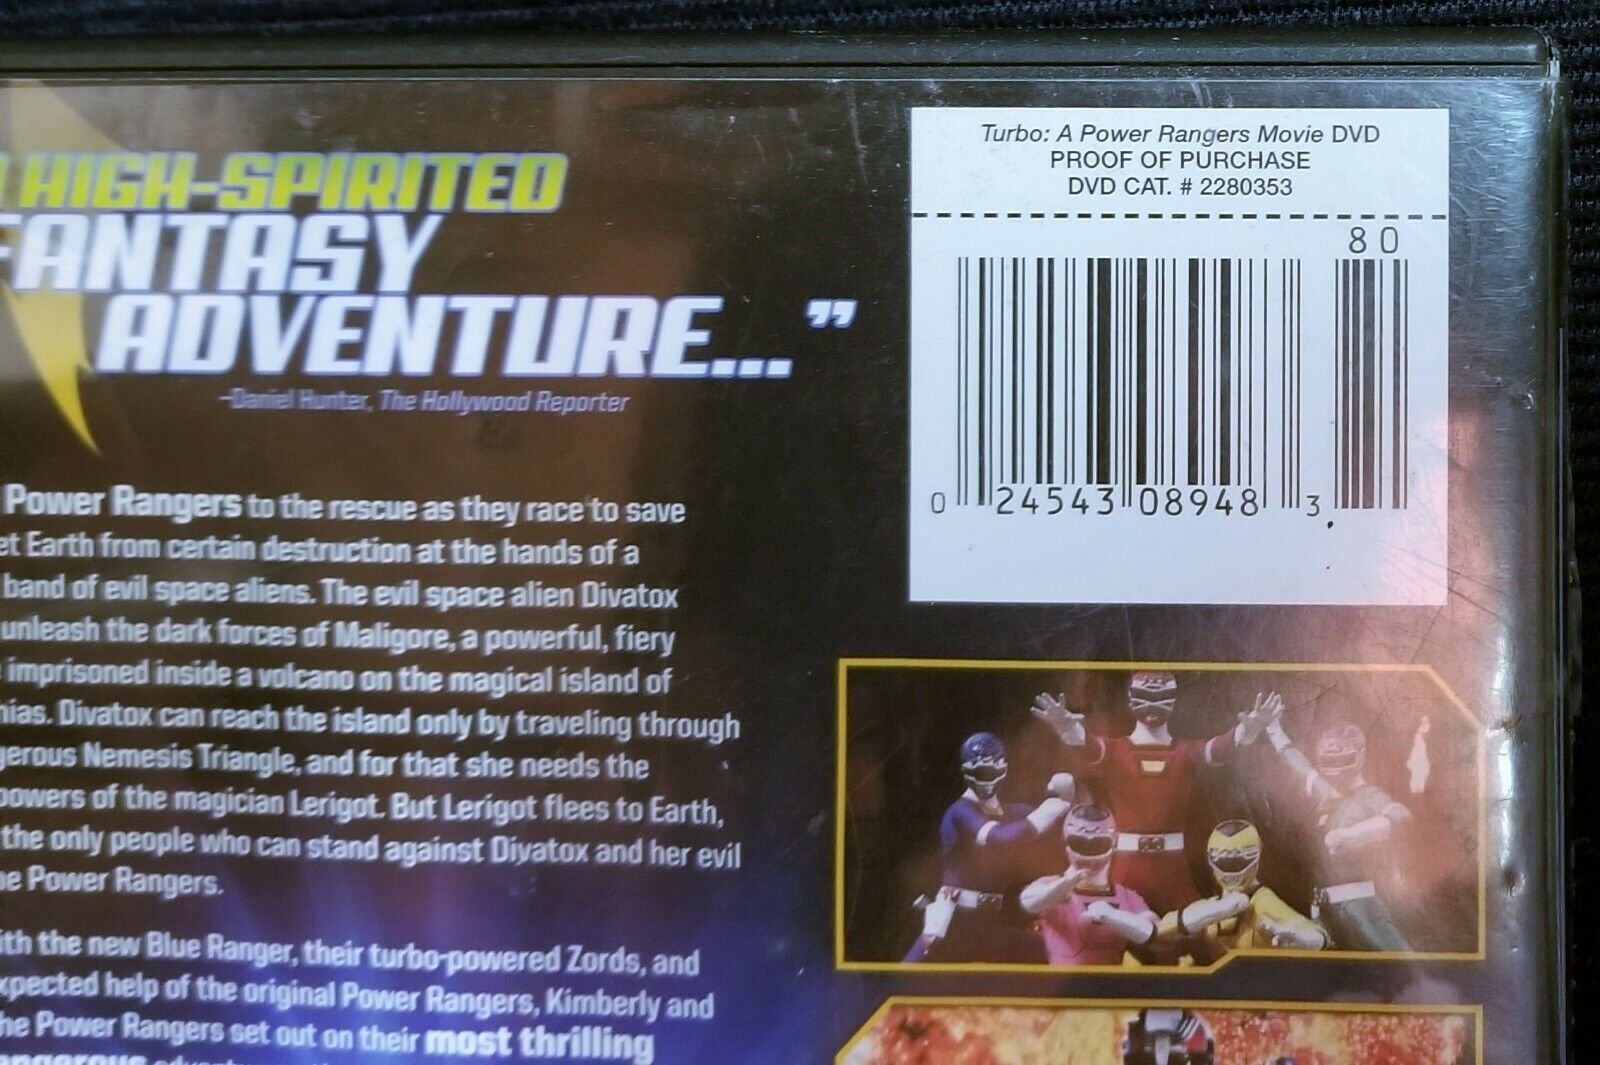 HIGH-SPIRITED
FANTASY
ADVENTURE..."
-Daniel Hunter, The Hollywood Reporter
Power Rangers to the rescue as they race to save
Earth from certain destruction at the hands of a
band of evil space aliens. The evil space alien Divatox
unleash the dark forces of Maligore, a powerful, fiery
imprisoned inside a volcano on the magical island of
Divatox can reach the island only by traveling through
Nemesis Triangle, and for that she needs the
powers of the magician Lerigot. But Lerigot flees to Earth,
the only people who can stand against Divatox and her evil
Power Rangers.
the new Blue Ranger, their turbo-powered Zords, and
help of the original Power Rangers, Kimberly and
the Power Rangers set out on their most thrilling
Turbo: A Power Rangers Movie DVD
PROOF OF PURCHASE
DVD CAT. # 2280353
80
0 24543 08948 3